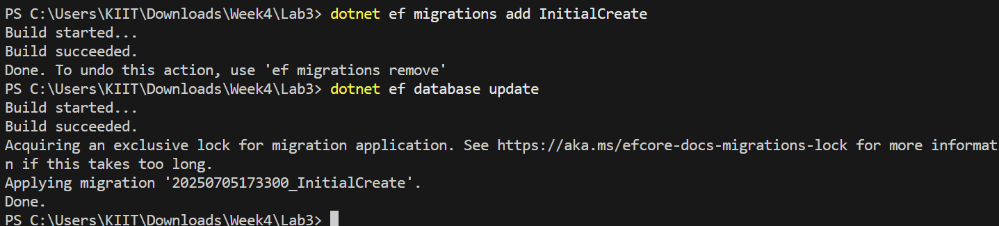 PS C:\Users\KIIT\Downloads\Week4\Lab3> dotnet ef migrations add InitialCreate
Build started...
Build succeeded.
Done. To undo this action, use 'ef migrations remove'
PS C:\Users\KIIT\Downloads\Week4\Lab3> dotnet ef database update
Build started...
Build succeeded.
Acquiring an exclusive lock for migration application. See https://aka.ms/efcore-docs-migrations-lock for more informat
n if this takes too long.
Applying migration '20250705173300_InitialCreate'.
Done.
PS C:\Users\KIIT\Downloads\Week4\Lab3>